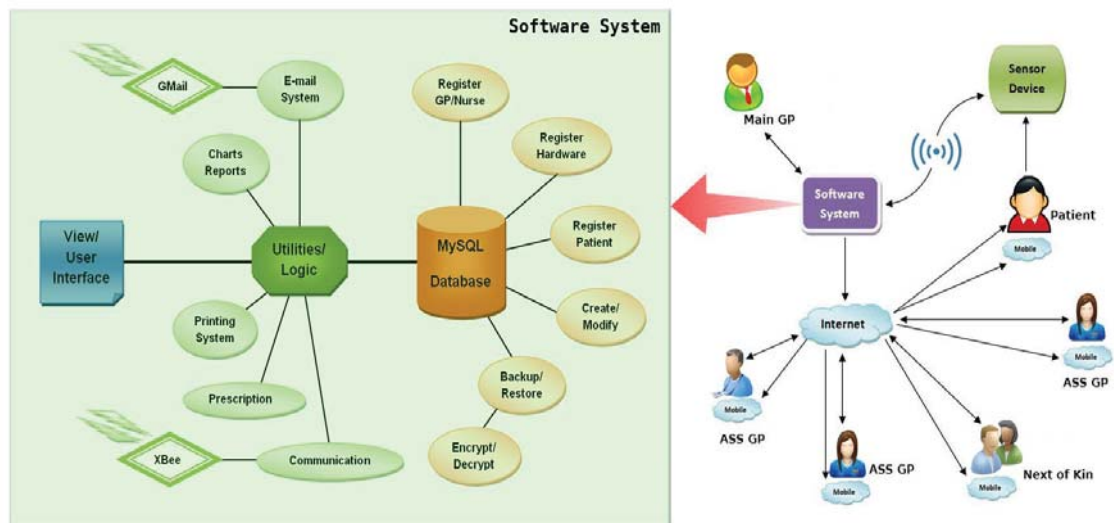 Software System
GMail
E-mail
System
Register
GP/Nurse
Charts
Reports
Register
Hardware
View/
User
Interface
Utilities/
Logic
MySQL
Database
Register
Patient
Printing
System
Create/
Modify
Prescription
Backup/
Restore
XBee
Communication
Encrypt/
Decrypt
Main GP
Sensor
Device
Software
System
Patient
Mobile
Internet
Mobile
ASS GP
Mobile
ASS GP
ASS GP
Mobile
Next of Kin
Mobile